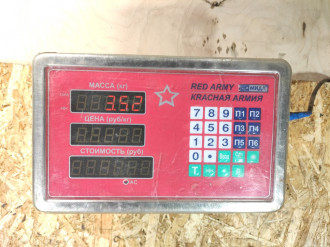 МАССА (кг)
3.52
ЦЕНА (руб/кг)
СТОИМОСТЬ (руб)
RED ARMY
КРАСНАЯ АРМИЯ
7 8 9 П1 П2
4 5 6 П3 П4
1 2 3 П5 П6
0
T